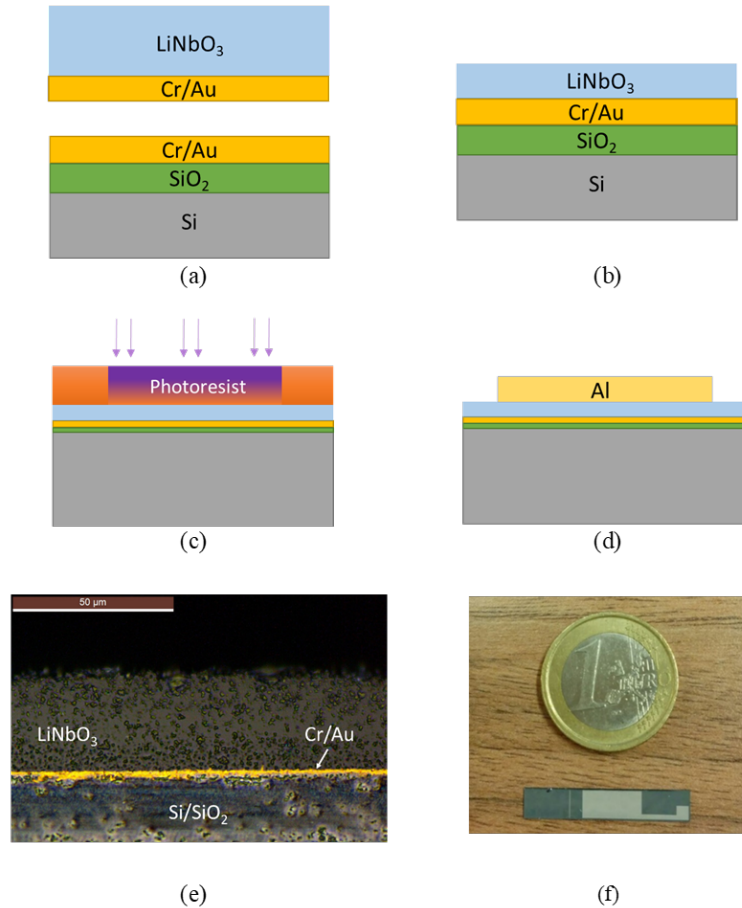 LiNbO₃
Cr/Au
Cr/Au
SiO₂
Si
(a)
LiNbO₃
Cr/Au
SiO₂
Si
(b)
Photoresist
(c)
Al
(d)
50 µm
LiNbO₃
Cr/Au
Si/SiO₂
(e)
1
(f)